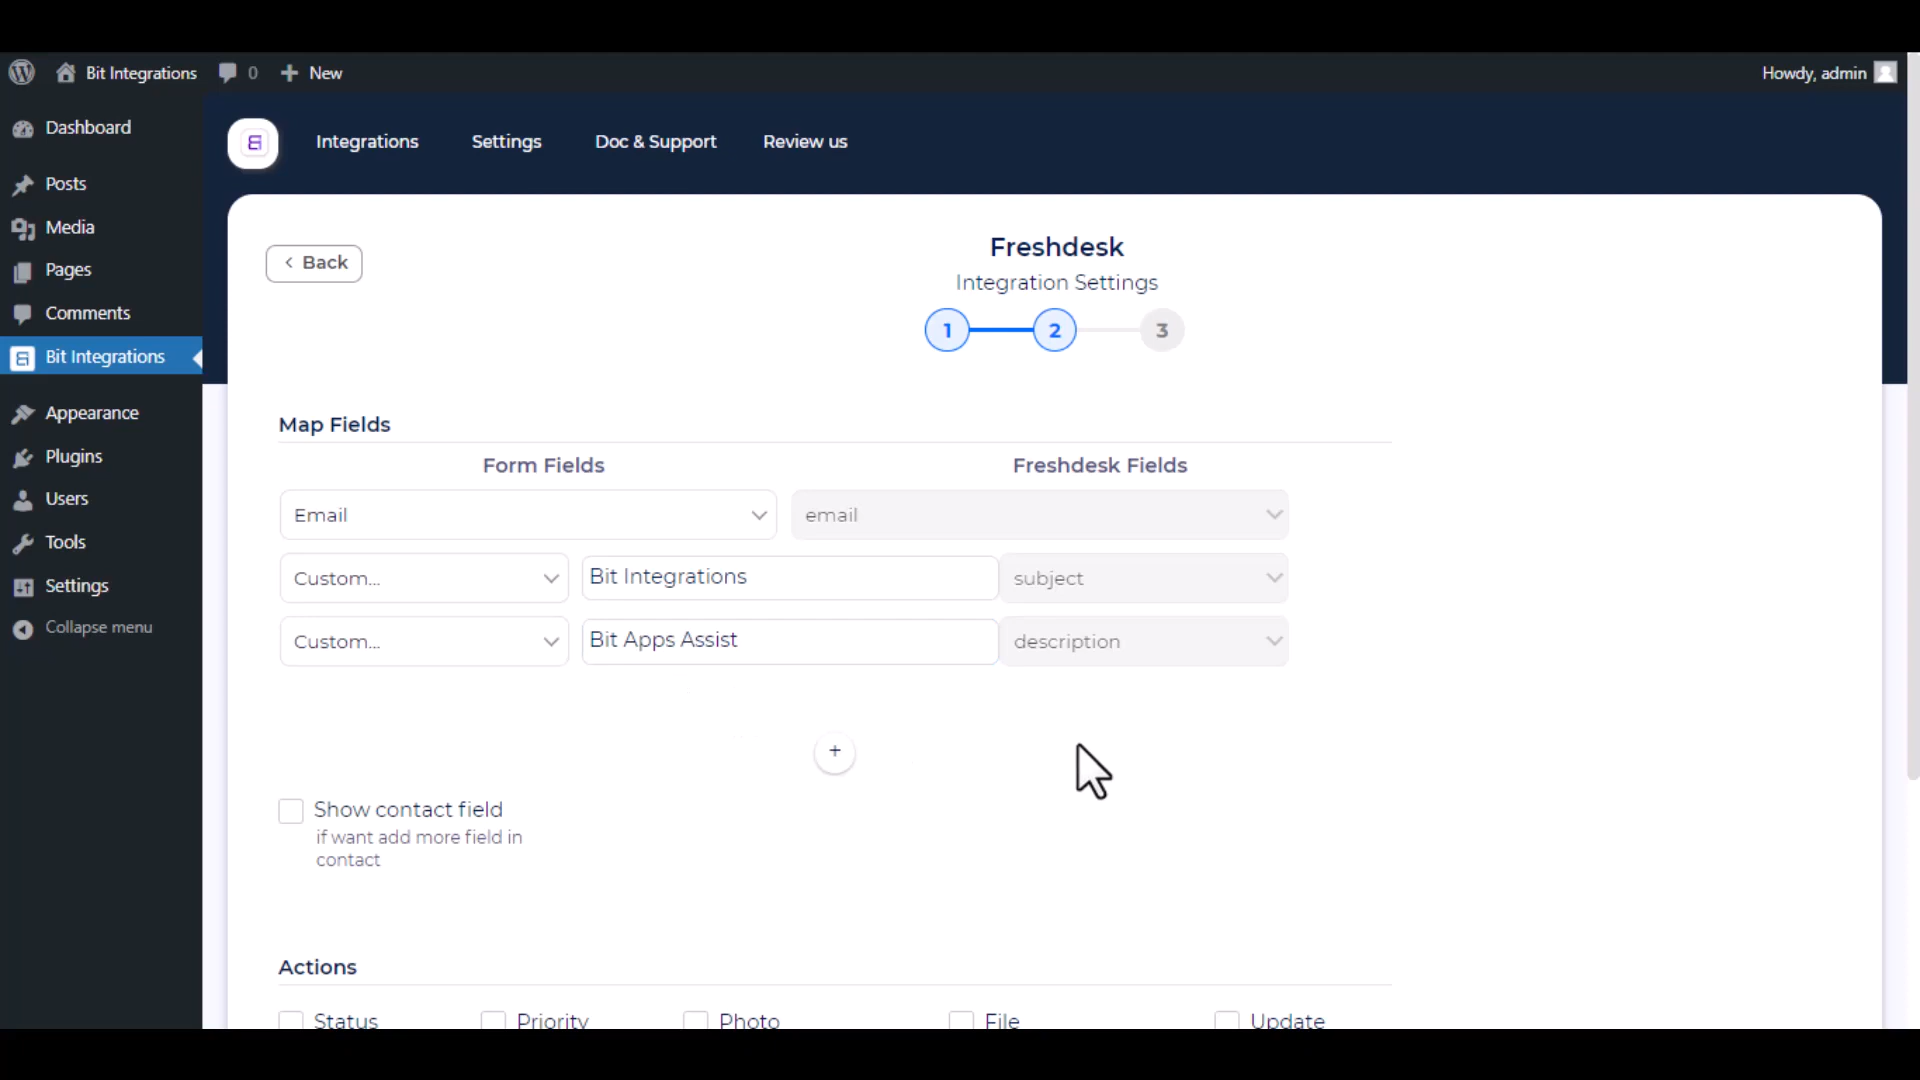 Bit Integrations 0 New Howdy, admin
Dashboard
Posts
Media
Pages
Comments
Bit Integrations
Appearance
Plugins
Users
Tools
Settings
Collapse menu
Integrations Settings Doc & Support Review us
Back
Freshdesk
Integration Settings
1 2 3
Map Fields
Form Fields Freshdesk Fields
Email email
Custom... Bit Integrations subject
Custom... Bit Apps Assist description
+
Show contact field
if want add more field in
contact
Actions
Status Priority Photo File Update